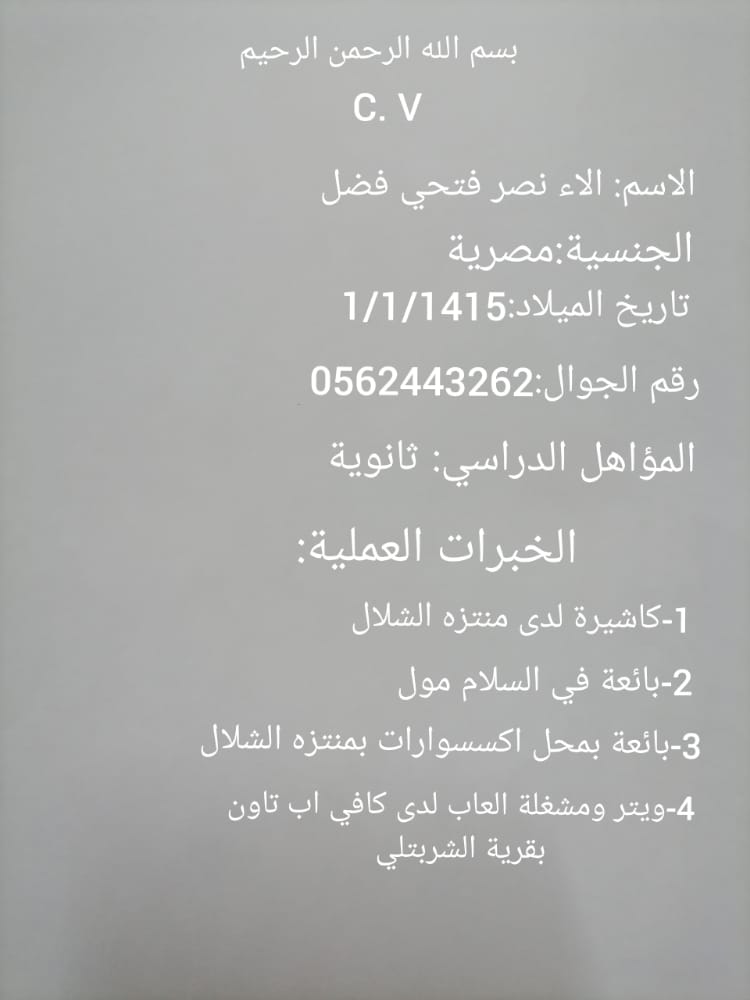 بسم الله الرحمن الرحيم
C. V
الاسم: الاء نصر فتحي فضل
الجنسية:مصرية
تاريخ الميلاد:1/1/1415
رقم الجوال:0562443262
المؤاهل الدراسي: ثانوية
الخبرات العملية:
1-كاشيرة لدى منتزه الشلال
2-بائعة في السلام مول
3-بائعة بمحل اكسسوارات بمنتزه الشلال
4-ويتر ومشغلة العاب لدى كافي اب تاون
بقرية الشربتلي